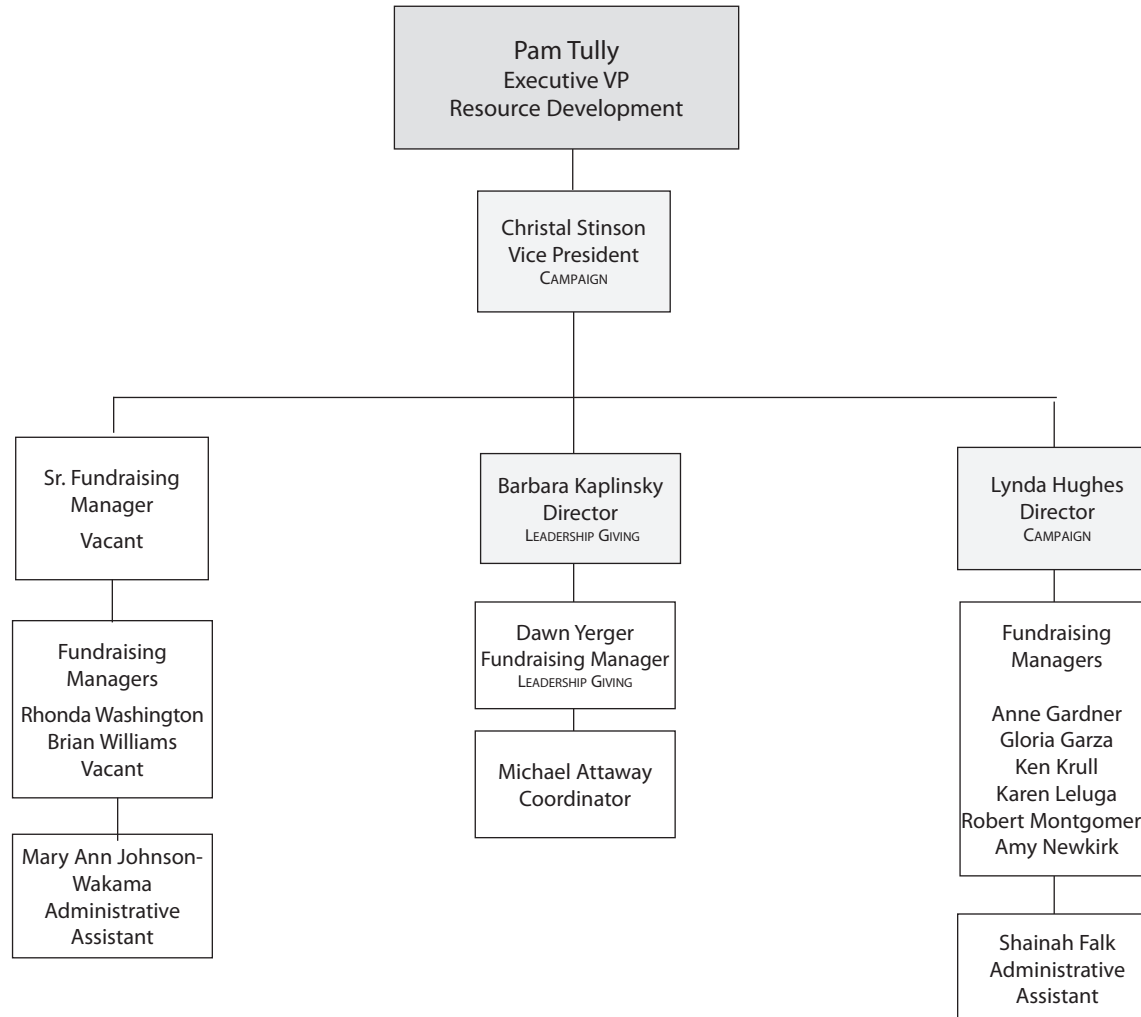 Pam Tully
Executive VP
Resource Development
Christal Stinson
Vice President
CAMPAIGN
Sr. Fundraising
Manager
Vacant
Fundraising
Managers
Rhonda Washington
Brian Williams
Vacant
Mary Ann Johnson-
Wakama
Administrative
Assistant
Barbara Kaplinsky
Director
LEADERSHIP GIVING
Dawn Yerger
Fundraising Manager
LEADERSHIP GIVING
Michael Attaway
Coordinator
Lynda Hughes
Director
CAMPAIGN
Fundraising
Managers
Anne Gardner
Gloria Garza
Ken Krull
Karen Leluga
Robert Montgomer
Amy Newkirk
Shainah Falk
Administrative
Assistant